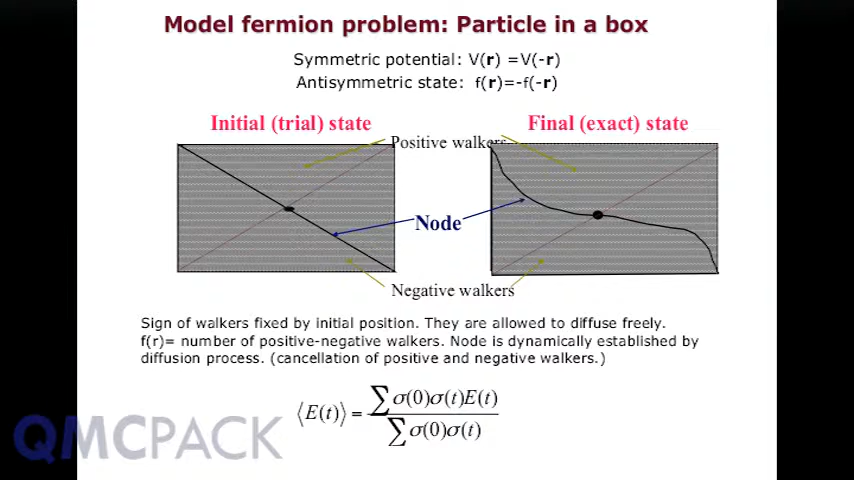 Model fermion problem: Particle in a box
Symmetric potential: V(r) =V(-r)
Antisymmetric state: f(r)=-f(-r)
Initial (trial) state
Final (exact) state
Positive walkers
Node
Negative walkers
Sign of walkers fixed by initial position. They are allowed to diffuse freely.
f(r)= number of positive-negative walkers. Node is dynamically established by
diffusion process. (cancellation of positive and negative walkers.)
⟨E(t)⟩ = ∑σ(0)σ(t)E(t) / ∑σ(0)σ(t)
QMCPACK